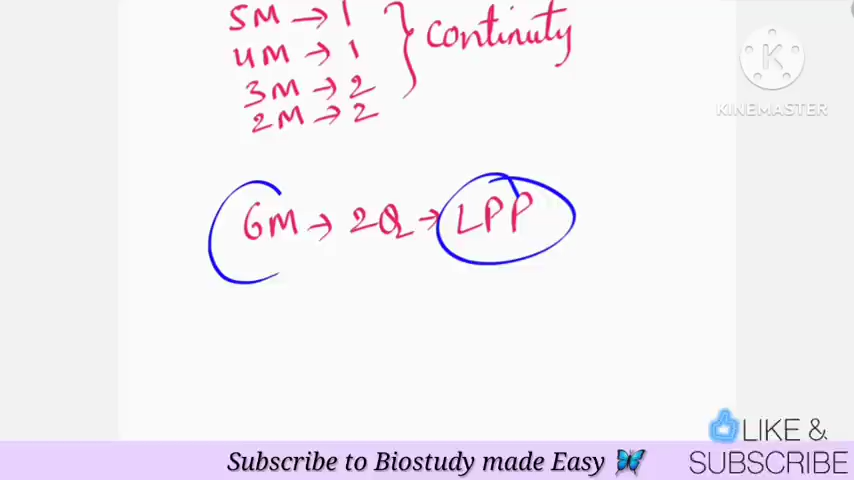 5M → 1
4M → 1
3M → 2
2M → 2
} Continuty
6M → 2Q → LPP
KINEMASTER
LIKE &
SUBSCRIBE
Subscribe to Biostudy made Easy 🦋